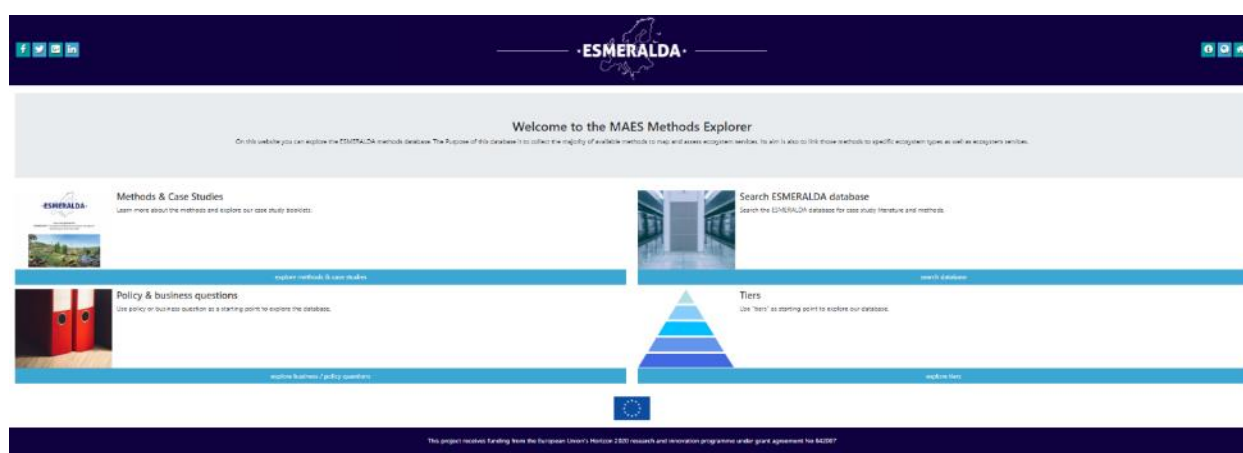 ·ESMERALDA·
Welcome to the MAES Methods Explorer
On this website you can explore the ESMERALDA methods database. The Purpose of this database it to collect the majority of available methods to map and assess ecosystem services. Its aim is also to link those methods to specific ecosystem types as well as ecosystem services.
·ESMERALDA·
Methods & Case Studies
Learn more about the methods and explore our case study booklets.
explore methods & case studies
Search ESMERALDA database
Search the ESMERALDA database for case study literature and methods.
search database
Policy & business questions
Use policy or business question as a starting point to explore the database.
explore business / policy questions
Tiers
Use "tiers" as starting point to explore our database.
explore tiers
This project receives funding from the European Union's Horizon 2020 research and innovation programme under grant agreement No 642007